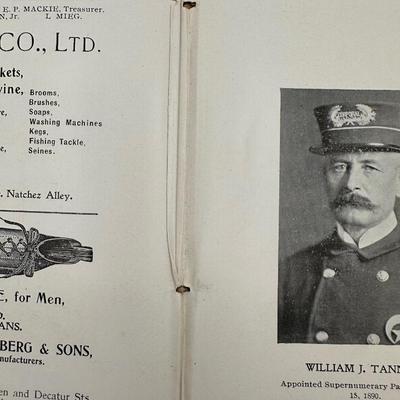 E. P. MACKIE, Treasurer.
N, Jr. I. MIEG.
CO., LTD.
kets,
vine,
Brooms,
Brushes,
Soaps,
Washing Machines
Kegs,
Fishing Tackle,
Seines.
Natchez Alley.
E, for Men,
D.
ANS.
BERG & SONS,
nufacturers.
en and Decatur Sts
WILLIAM J. TANN
Appointed Supernumerary Pa
15, 1890.